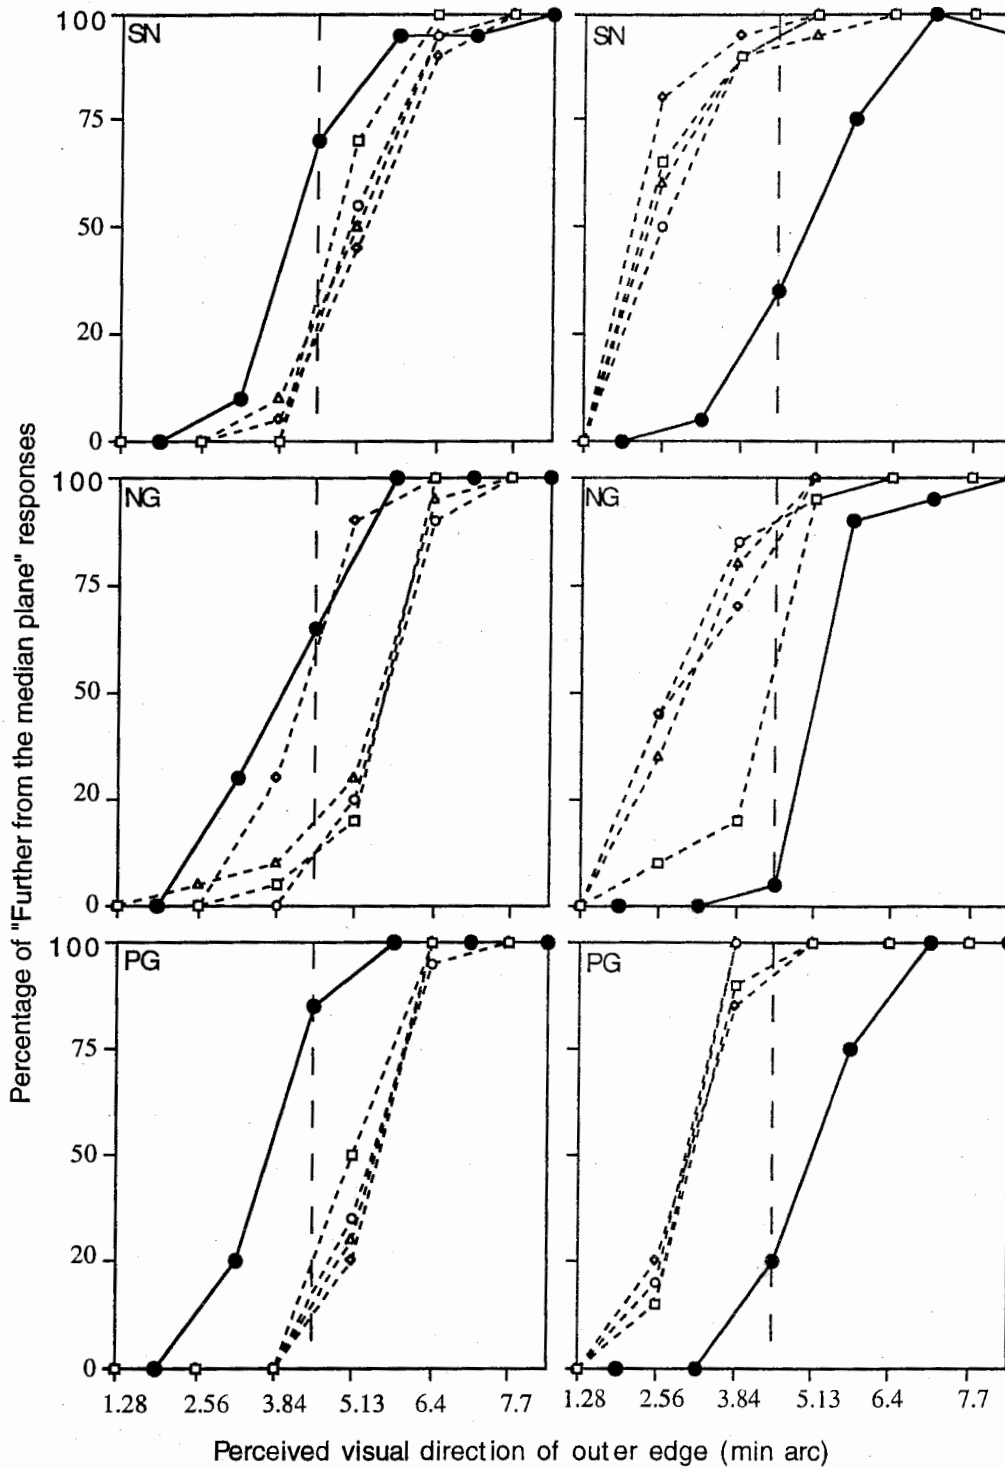 Percentage of "Further from the median plane" responses
SN
100
75
50
20
0
SN
NG
100
75
50
20
0
NG
PG
100
75
50
20
0
PG
1.28 2.56 3.84 5.13 6.4 7.7
1.28 2.56 3.84 5.13 6.4 7.7
Perceived visual direction of outer edge (min arc)